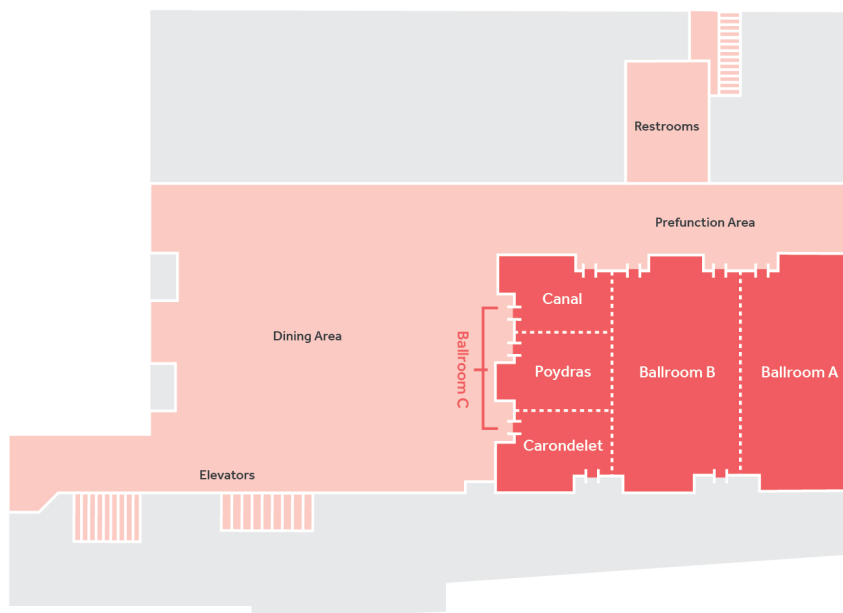 Restrooms
Prefunction Area
Canal
Dining Area
Ballroom C
Poydras
Ballroom B
Ballroom A
Carondelet
Elevators